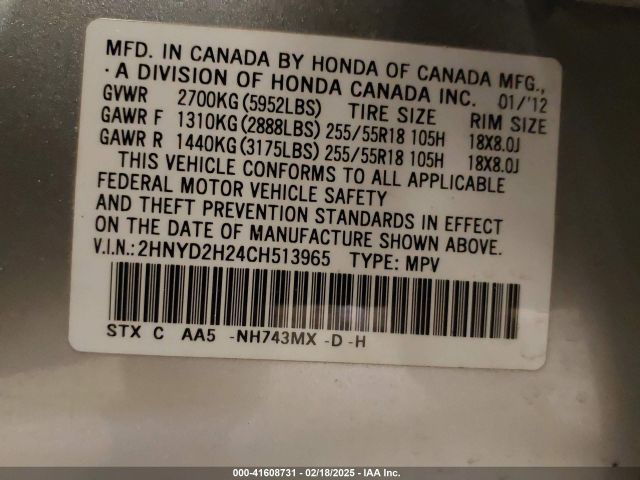 MFD. IN CANADA BY HONDA OF CANADA MFG.,
· A DIVISION OF HONDA CANADA INC. 01/'12
GVWR 2700KG(5952LBS) TIRE SIZE RIM SIZE
GAWR F 1310KG(2888LBS) 255/55R18 105H 18X8.0J
GAWR R 1440KG(3175LBS) 255/55R18 105H 18X8.0J
THIS VEHICLE CONFORMS TO ALL APPLICABLE
FEDERAL MOTOR VEHICLE SAFETY
AND THEFT PREVENTION STANDARDS IN EFFECT
ON THE DATE OF MANUFACTURE SHOWN ABOVE.
V.I.N.:2HNYD2H24CH513965 TYPE: MPV
STX C AA5 -NH743MX -D -H
000-41608731 - 02/18/2025 - IAA Inc.